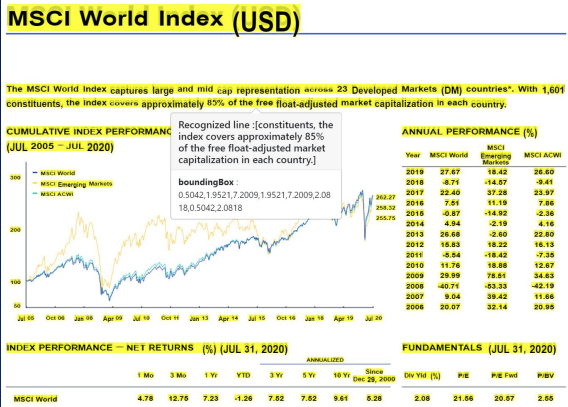 MSCI World Index (USD)
The MSCI World Index captures large and mid cap representation across 23 Developed Markets (DM) countries*. With 1,601
constituents, the index covers approximately 85% of the free float-adjusted market capitalization in each country.
CUMULATIVE INDEX PERFORMANC
(JUL 2005 – JUL 2020)
Recognized line :[constituents, the
index covers approximately 85%
of the free float-adjusted market
capitalization in each country.]
boundingBox :
0.5042,1.9521,7.2009,1.9521,7.2009,2.08
18,0.5042,2.0818
MSCI World
MSCI Emerging Markets
MSCI ACWI
300
200
100
50
262.27
258.32
255.75
Jul 05 Oct 06 Jan 08 Apr 09 Jul 10 Oct 11 Jan 13 Apr 14 Jul 15 Oct 16 Jan 18 Apr 19 Jul 20
ANNUAL PERFORMANCE (%)
Year MSCI World MSCI Emerging Markets MSCI ACWI
2019 27.67 18.42 26.60
2018 -8.71 -14.57 -9.41
2017 22.40 37.28 23.97
2016 7.51 11.19 7.86
2015 -0.87 -14.92 -2.36
2014 4.94 -2.19 4.16
2013 26.68 -2.60 22.80
2012 15.83 18.22 16.13
2011 -5.54 -18.42 -7.35
2010 11.76 18.88 12.67
2009 29.99 78.51 34.63
2008 -40.71 -53.33 -42.19
2007 9.04 39.42 11.66
2006 20.07 32.14 20.95
INDEX PERFORMANCE – NET RETURNS (%) (JUL 31, 2020)
ANNUALIZED
1 Mo 3 Mo 1 Yr YTD 3 Yr 5 Yr 10 Yr Since Dec 29, 2000
MSCI World 4.78 12.75 7.23 -1.26 7.52 7.52 9.61 5.28
FUNDAMENTALS (JUL 31, 2020)
Div Yld (%) P/E P/E Fwd P/BV
2.08 21.56 20.57 2.55